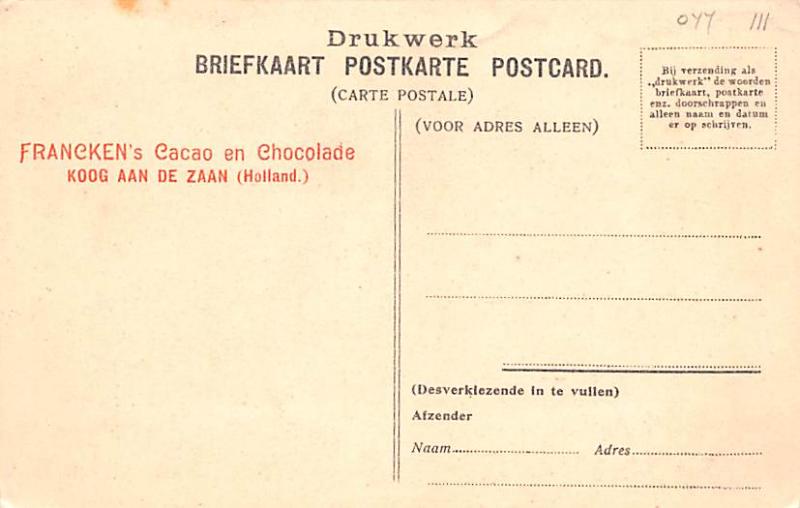 O77 III
Drukwerk
BRIEFKAART POSTKARTE POSTCARD.
(CARTE POSTALE)
Bij verzending als
„drukwerk" de woorden
briefkaart, postkarte
enz. doorschrappen en
alleen naam en datum
er op schrijven.
(VOOR ADRES ALLEEN)
FRANCKEN's Cacao en Chocolade
KOOG AAN DE ZAAN (Holland.)
(Desverkiezende in te vullen)
Afzender
Naam Adres